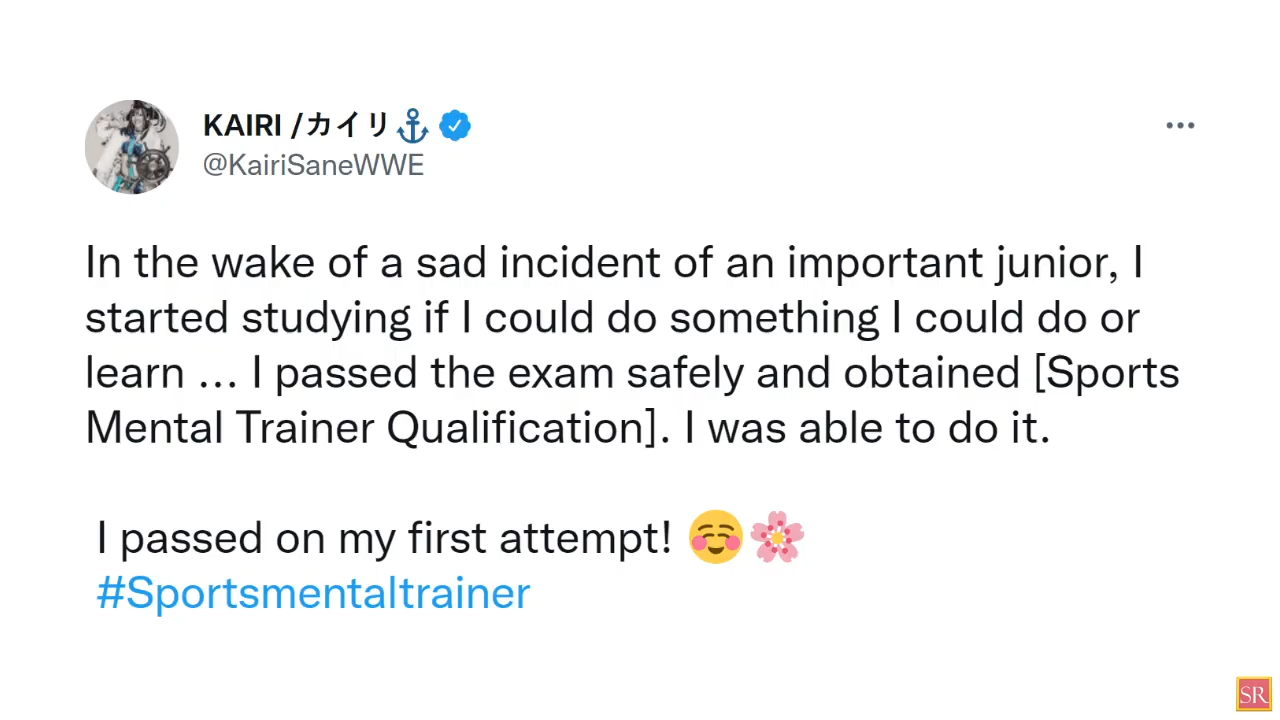 KAIRI /カイリ⚓
@KairiSaneWWE
In the wake of a sad incident of an important junior, I
started studying if I could do something I could do or
learn ... I passed the exam safely and obtained [Sports
Mental Trainer Qualification]. I was able to do it.
I passed on my first attempt! ☺️🌸
#Sportsmentaltrainer
SR